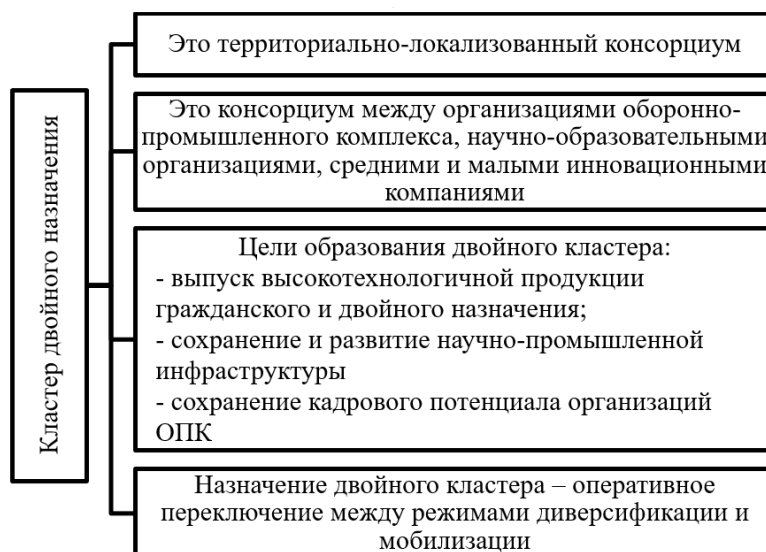 Кластер двойного назначения
Это территориально-локализованный консорциум
Это консорциум между организациями оборонно-
промышленного комплекса, научно-образовательными
организациями, средними и малыми инновационными
компаниями
Цели образования двойного кластера:
- выпуск высокотехнологичной продукции
гражданского и двойного назначения;
- сохранение и развитие научно-промышленной
инфраструктуры
- сохранение кадрового потенциала организаций
ОПК
Назначение двойного кластера – оперативное
переключение между режимами диверсификации и
мобилизации